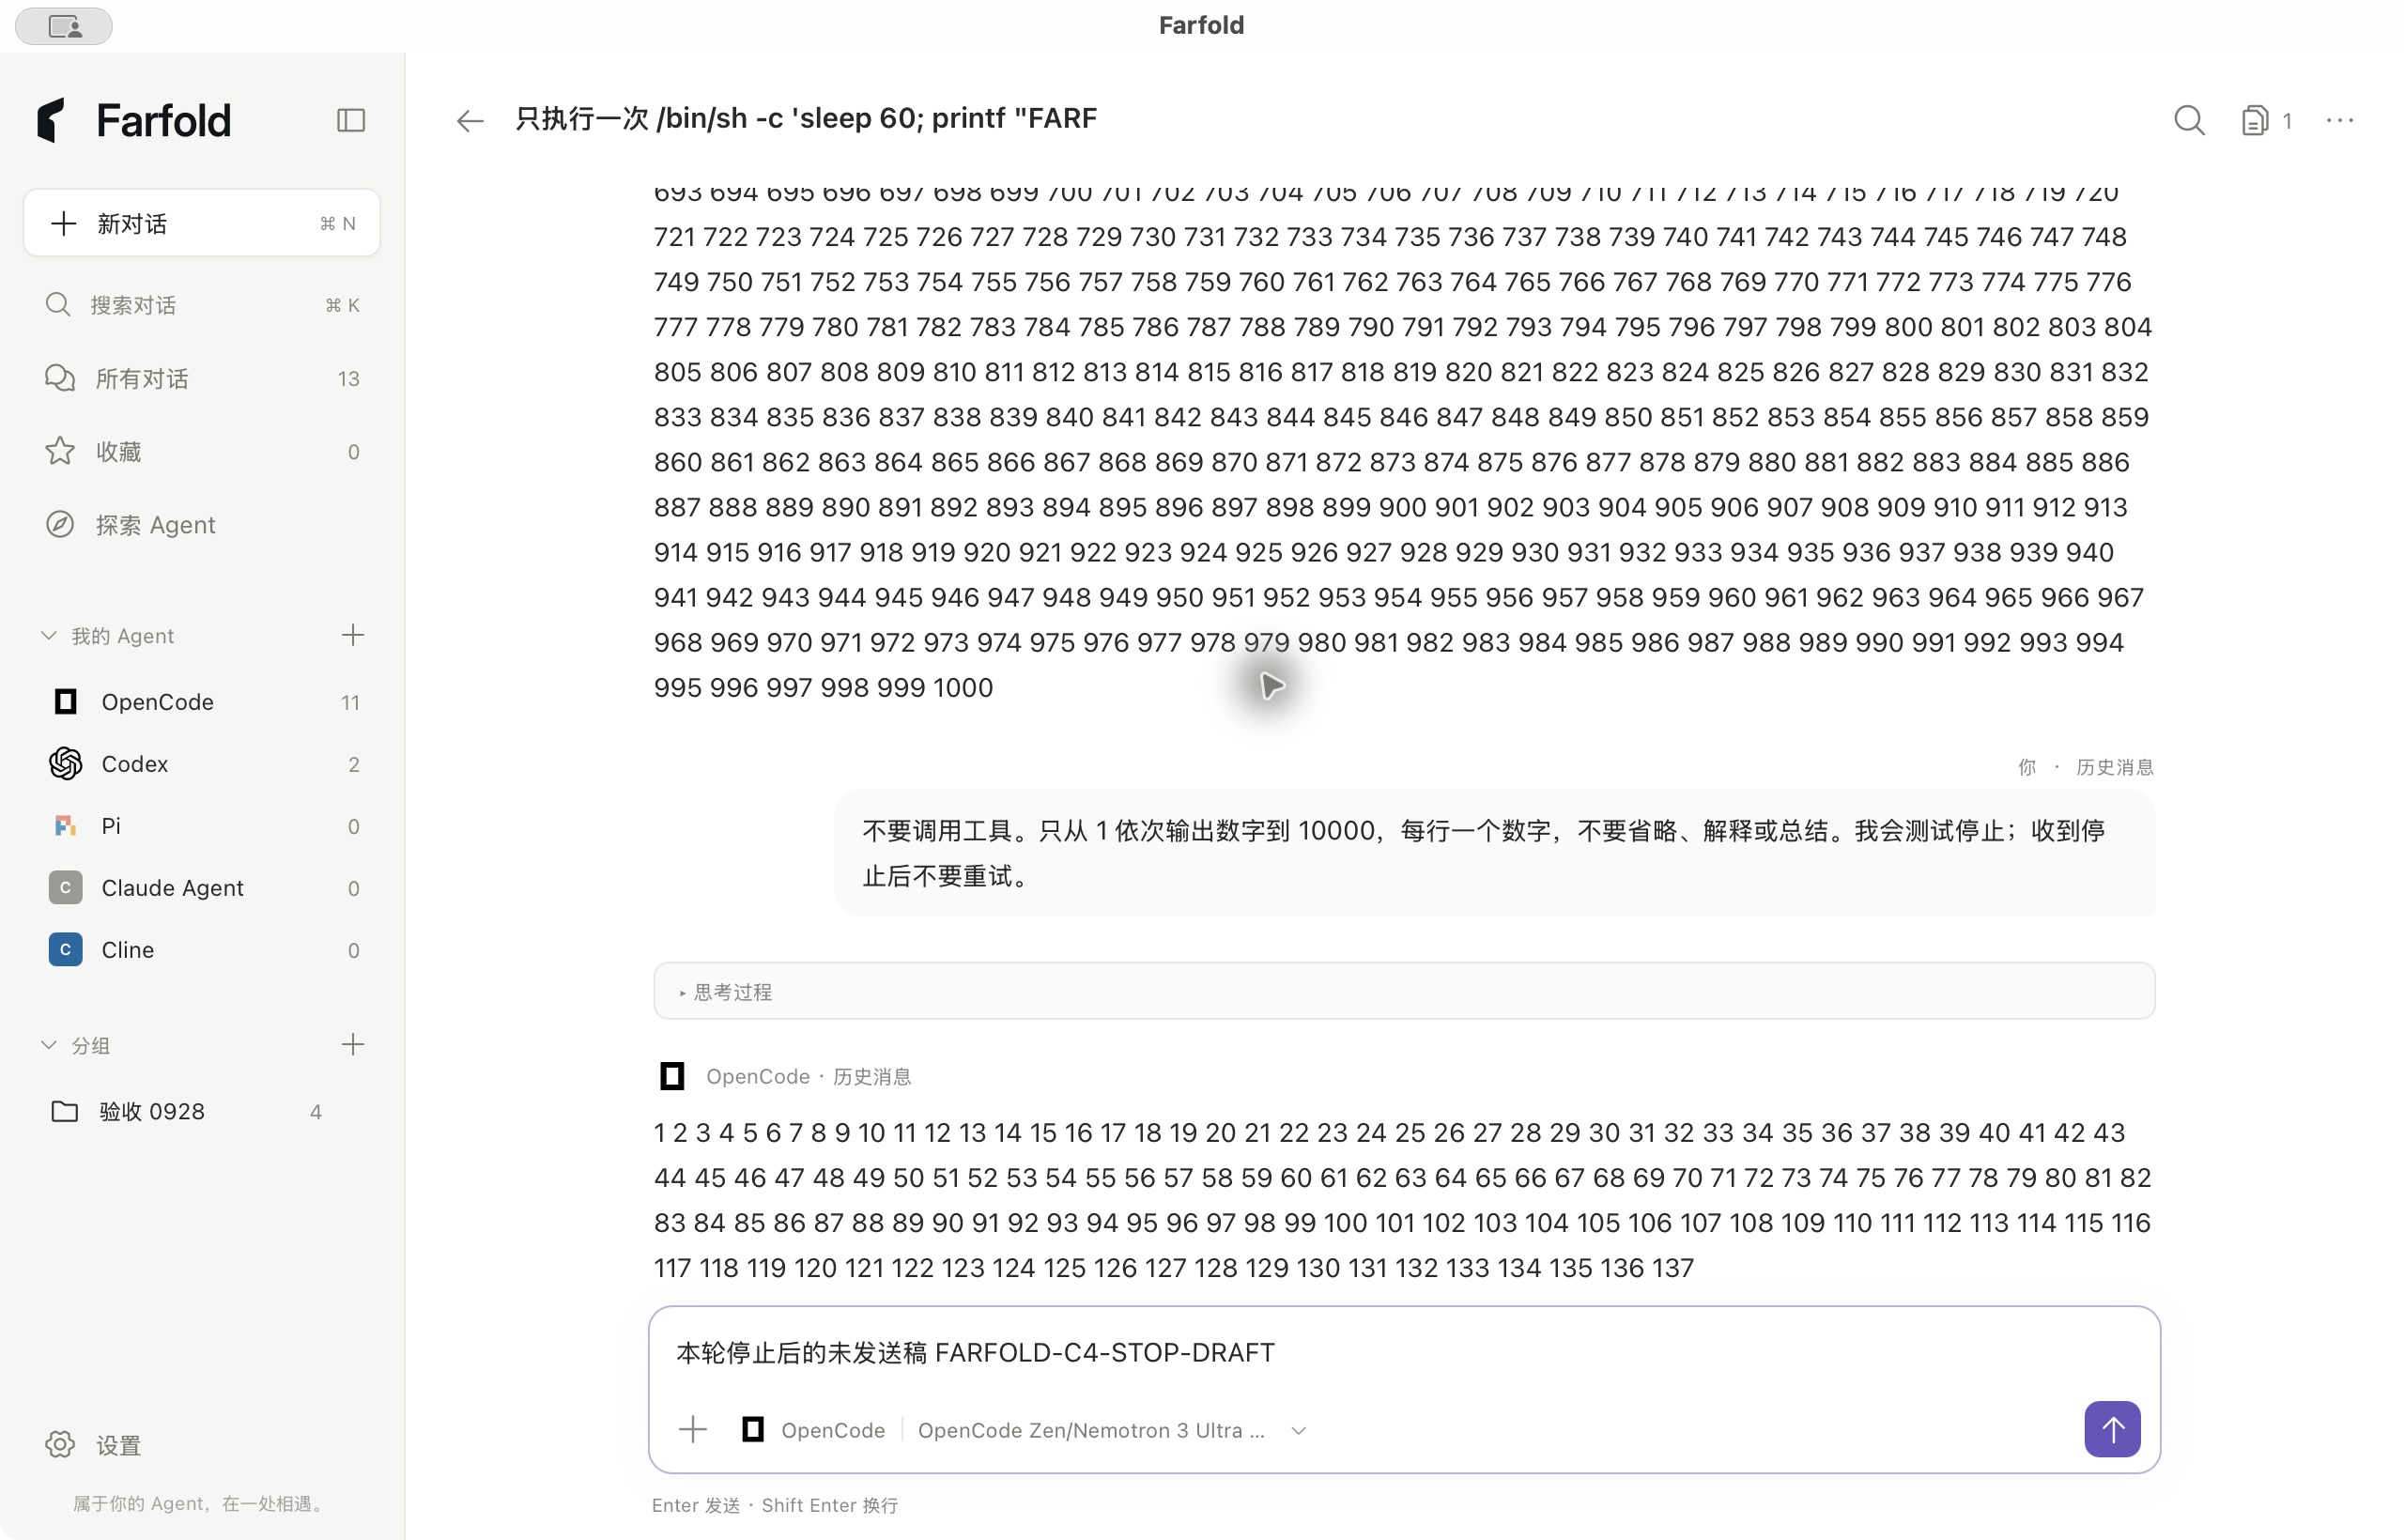 Farfold
Farfold
新对话
⌘ N
搜索对话
⌘ K
所有对话
13
收藏
0
探索 Agent
我的 Agent
OpenCode
11
Codex
2
Pi
0
C
Claude Agent
0
C
Cline
0
分组
验收 0928
4
设置
属于你的 Agent，在一处相遇。
只执行一次 /bin/sh -c 'sleep 60; printf "FARF
1
693 694 695 696 697 698 699 700 701 702 703 704 705 706 707 708 709 710 711 712 713 714 715 716 717 718 719 720
721 722 723 724 725 726 727 728 729 730 731 732 733 734 735 736 737 738 739 740 741 742 743 744 745 746 747 748
749 750 751 752 753 754 755 756 757 758 759 760 761 762 763 764 765 766 767 768 769 770 771 772 773 774 775 776
777 778 779 780 781 782 783 784 785 786 787 788 789 790 791 792 793 794 795 796 797 798 799 800 801 802 803 804
805 806 807 808 809 810 811 812 813 814 815 816 817 818 819 820 821 822 823 824 825 826 827 828 829 830 831 832
833 834 835 836 837 838 839 840 841 842 843 844 845 846 847 848 849 850 851 852 853 854 855 856 857 858 859
860 861 862 863 864 865 866 867 868 869 870 871 872 873 874 875 876 877 878 879 880 881 882 883 884 885 886
887 888 889 890 891 892 893 894 895 896 897 898 899 900 901 902 903 904 905 906 907 908 909 910 911 912 913
914 915 916 917 918 919 920 921 922 923 924 925 926 927 928 929 930 931 932 933 934 935 936 937 938 939 940
941 942 943 944 945 946 947 948 949 950 951 952 953 954 955 956 957 958 959 960 961 962 963 964 965 966 967
968 969 970 971 972 973 974 975 976 977 978 979 980 981 982 983 984 985 986 987 988 989 990 991 992 993 994
995 996 997 998 999 1000
你 · 历史消息
不要调用工具。只从 1 依次输出数字到 10000，每行一个数字，不要省略、解释或总结。我会测试停止；收到停
止后不要重试。
思考过程
OpenCode · 历史消息
1 2 3 4 5 6 7 8 9 10 11 12 13 14 15 16 17 18 19 20 21 22 23 24 25 26 27 28 29 30 31 32 33 34 35 36 37 38 39 40 41 42 43
44 45 46 47 48 49 50 51 52 53 54 55 56 57 58 59 60 61 62 63 64 65 66 67 68 69 70 71 72 73 74 75 76 77 78 79 80 81 82
83 84 85 86 87 88 89 90 91 92 93 94 95 96 97 98 99 100 101 102 103 104 105 106 107 108 109 110 111 112 113 114 115 116
117 118 119 120 121 122 123 124 125 126 127 128 129 130 131 132 133 134 135 136 137
本轮停止后的未发送稿 FARFOLD-C4-STOP-DRAFT
OpenCode
OpenCode Zen/Nemotron 3 Ultra ...
Enter 发送 · Shift Enter 换行